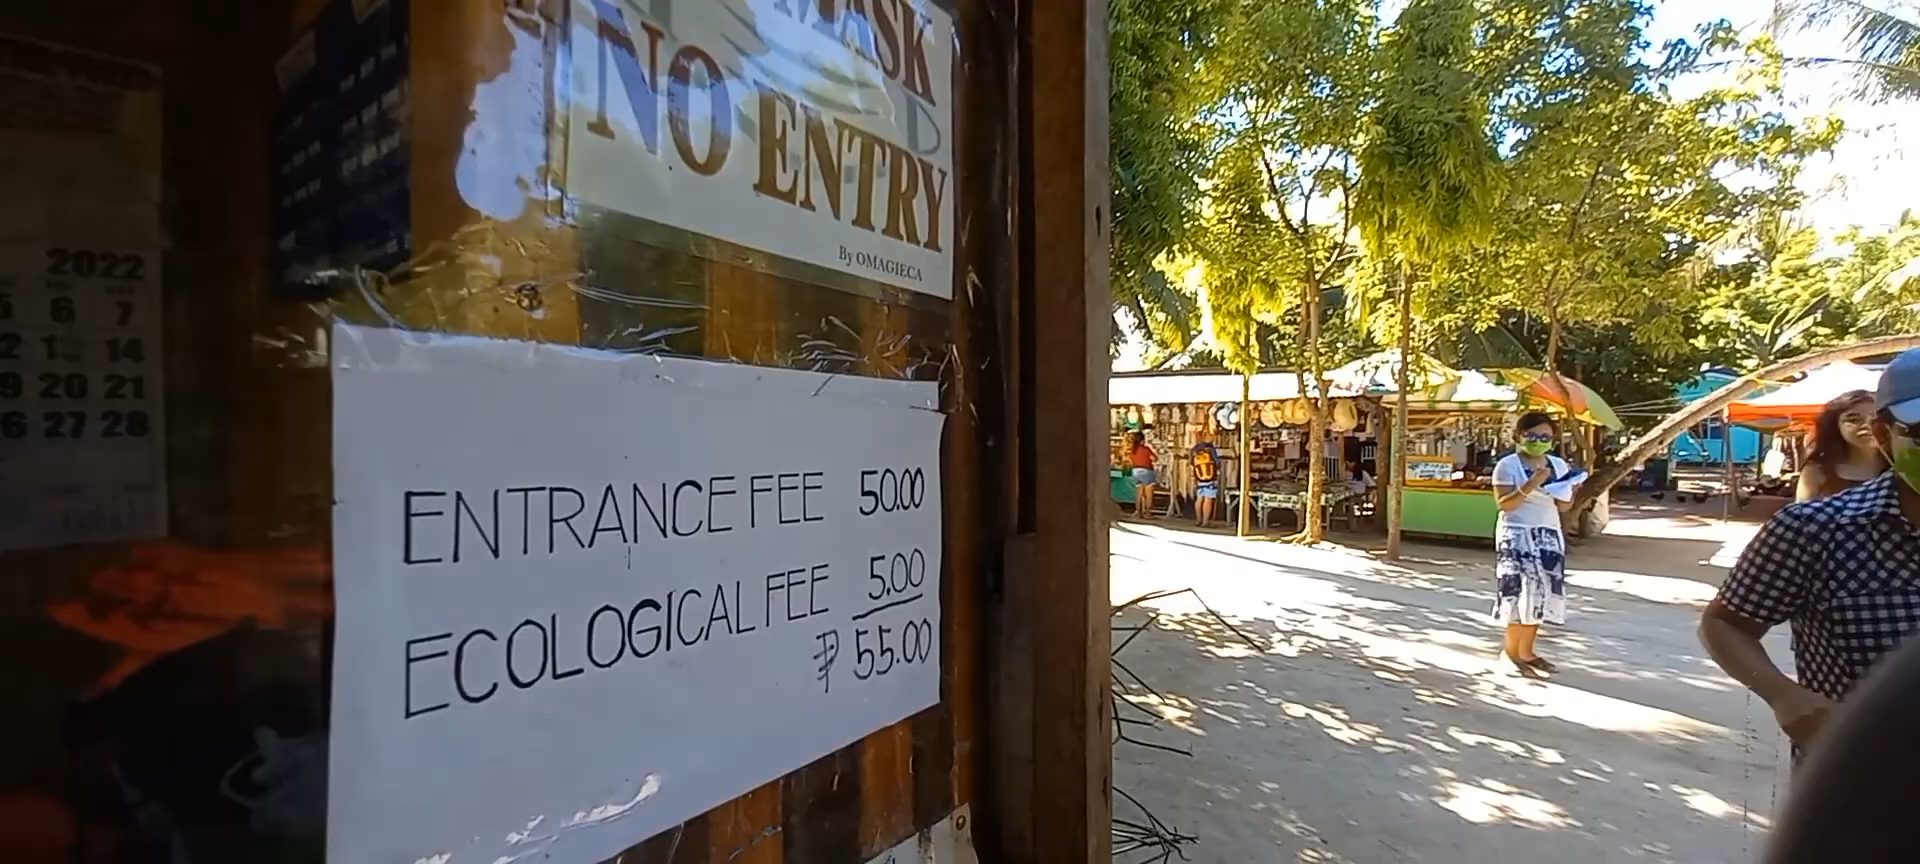 MASK
NO ENTRY
By OMAGIECA
ENTRANCE FEE 50.00
ECOLOGICAL FEE 5.00
₱ 55.00
2022
6 7
14
20 21
27 28